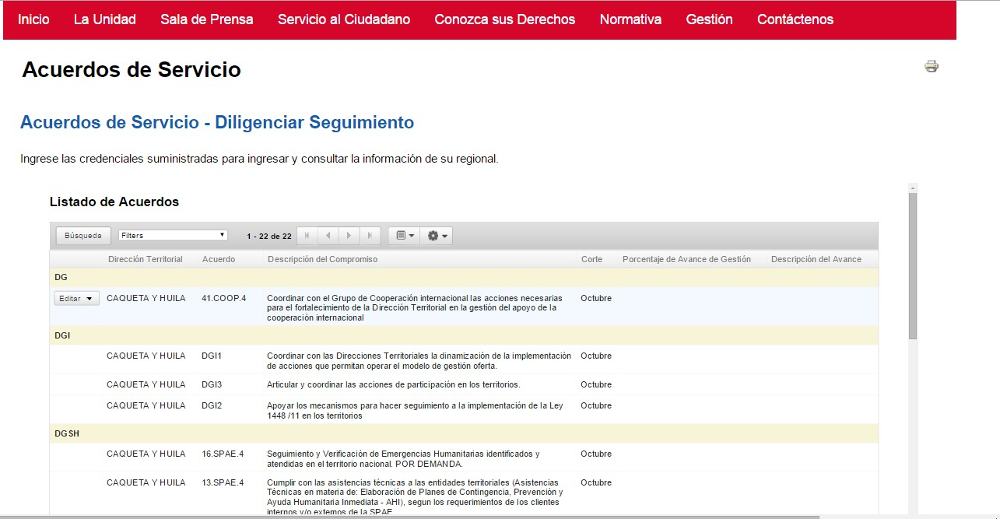 Inicio La Unidad Sala de Prensa Servicio al Ciudadano Conozca sus Derechos Normativa Gestión Contáctenos
Acuerdos de Servicio
Acuerdos de Servicio - Diligenciar Seguimiento
Ingrese las credenciales suministradas para ingresar y consultar la información de su regional.
Listado de Acuerdos
Búsqueda Filters 1 - 22 de 22
Dirección Territorial Acuerdo Descripción del Compromiso Corte Porcentaje de Avance de Gestión Descripción del Avance
DG
Editar CAQUETA Y HUILA 41.COOP.4 Coordinar con el Grupo de Cooperación internacional las acciones necesarias Octubre
para el fortalecimiento de la Dirección Territorial en la gestión del apoyo de la
cooperación internacional
DGI
CAQUETA Y HUILA DGI1 Coordinar con las Direcciones Territoriales la dinamización de la implementación Octubre
de acciones que permitan operar el modelo de gestión oferta.
CAQUETA Y HUILA DGI3 Articular y coordinar las acciones de participación en los territorios. Octubre
CAQUETA Y HUILA DGI2 Apoyar los mecanismos para hacer seguimiento a la implementación de la Ley Octubre
1448 /11 en los territorios
DGSH
CAQUETA Y HUILA 16.SPAE.4 Seguimiento y Verificación de Emergencias Humanitarias identificados y Octubre
atendidas en el territorio nacional. POR DEMANDA.
CAQUETA Y HUILA 13.SPAE.4 Cumplir con las asistencias técnicas a las entidades territoriales (Asistencias Octubre
Técnicas en materia de: Elaboración de Planes de Contingencia, Prevención y
Ayuda Humanitaria Inmediata - AHI), segun los requerimientos de los clientes
internos y/o externos de la SPAE